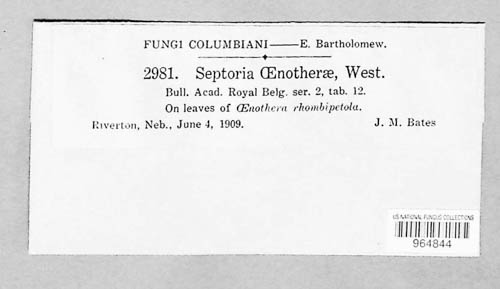 FUNGI COLUMBIANI——E. Bartholomew.
2981. Septoria Œnotheræ, West.
Bull. Acad. Royal Belg. ser. 2, tab. 12.
On leaves of Œnothera rhombipetola.
Riverton, Neb., June 4, 1909. J. M. Bates
US NATIONAL FUNGUS COLLECTIONS
964844